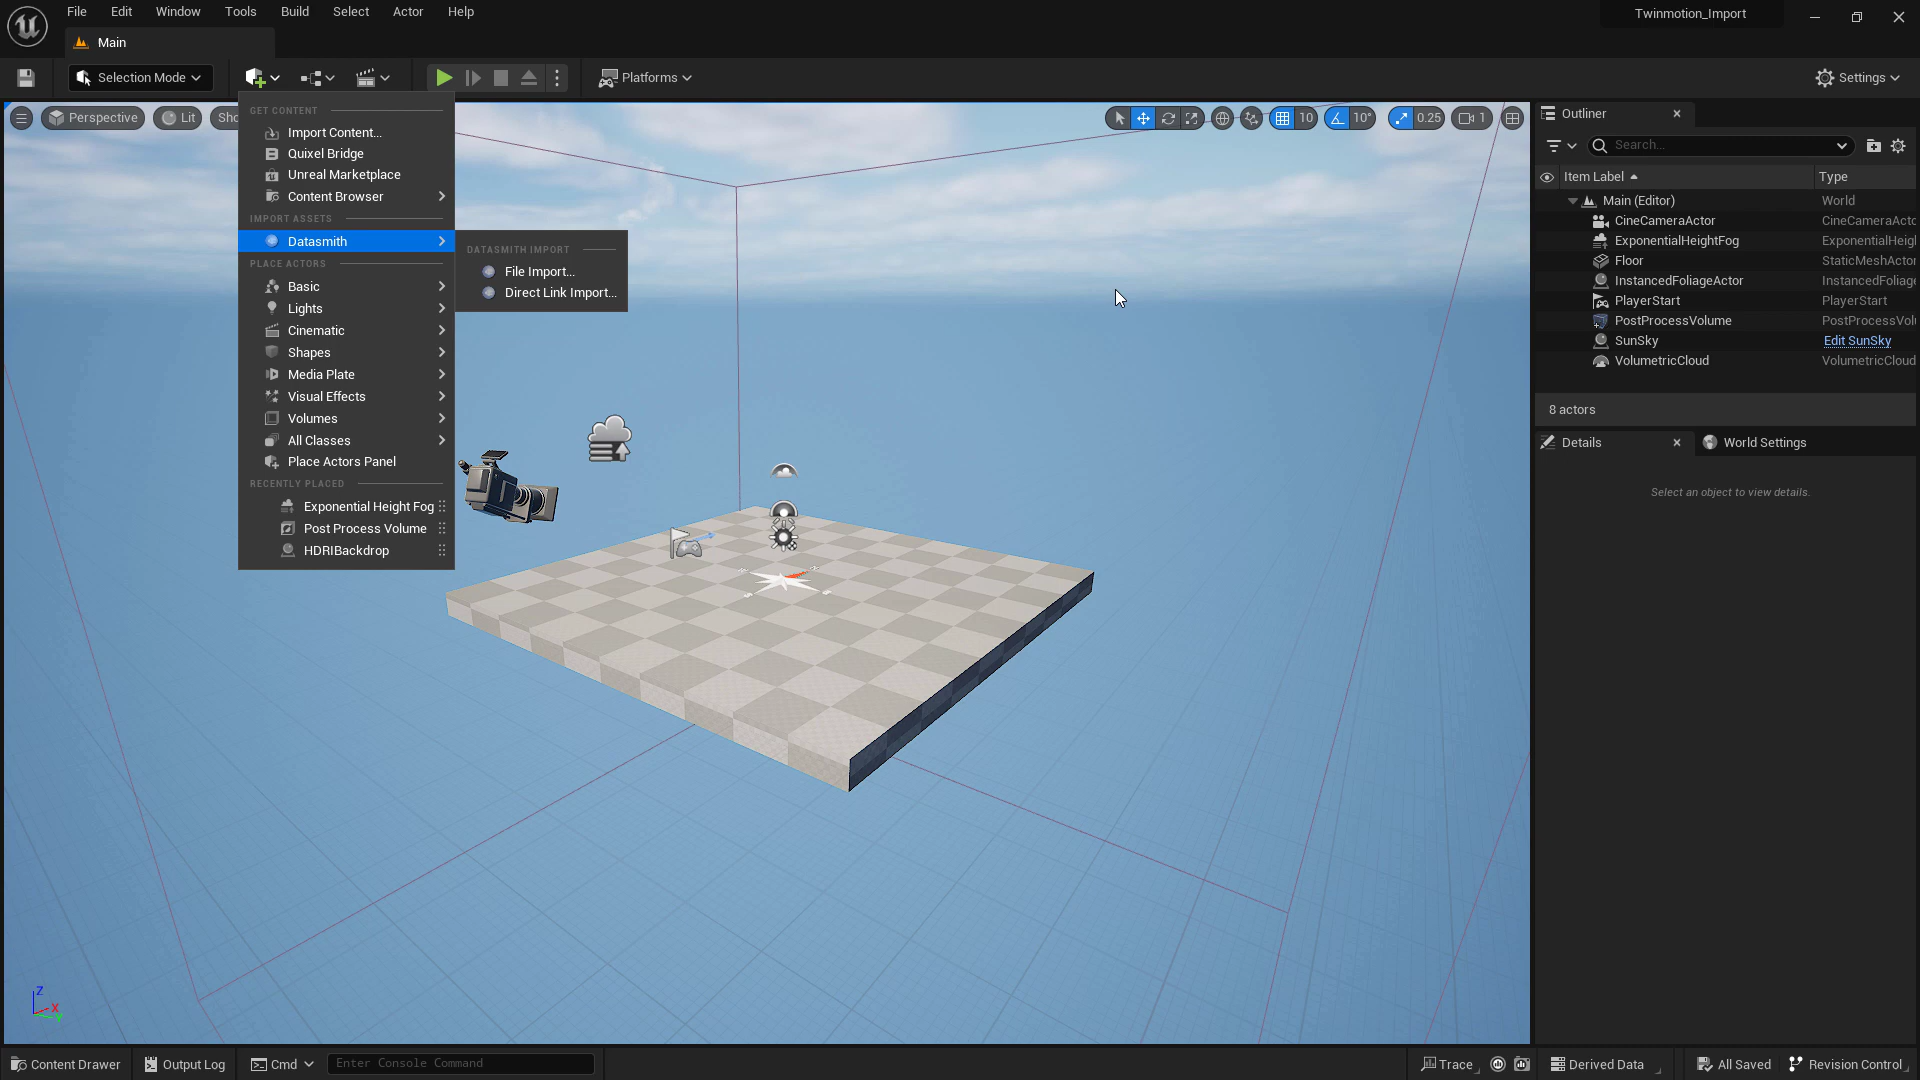 File Edit Window Tools Build Select Actor Help
Twinmotion_Import
Main
Selection Mode
Platforms
Settings
Perspective Lit Sho
10 10° 0.25 1
GET CONTENT
Import Content...
Quixel Bridge
Unreal Marketplace
Content Browser
IMPORT ASSETS
Datasmith
PLACE ACTORS
Basic
Lights
Cinematic
Shapes
Media Plate
Visual Effects
Volumes
All Classes
Place Actors Panel
RECENTLY PLACED
Exponential Height Fog
Post Process Volume
HDRIBackdrop
DATASMITH IMPORT
File Import...
Direct Link Import...
Outliner
Search...
Item Label Type
Main (Editor) World
CineCameraActor CineCameraActo
ExponentialHeightFog ExponentialHeigl
Floor StaticMeshActor
InstancedFoliageActor InstancedFoliage
PlayerStart PlayerStart
PostProcessVolume PostProcessVolu
SunSky Edit SunSky
VolumetricCloud VolumetricCloud
8 actors
Details World Settings
Select an object to view details.
Z
X
Y
Content Drawer Output Log Cmd Enter Console Command
Trace Derived Data All Saved Revision Control